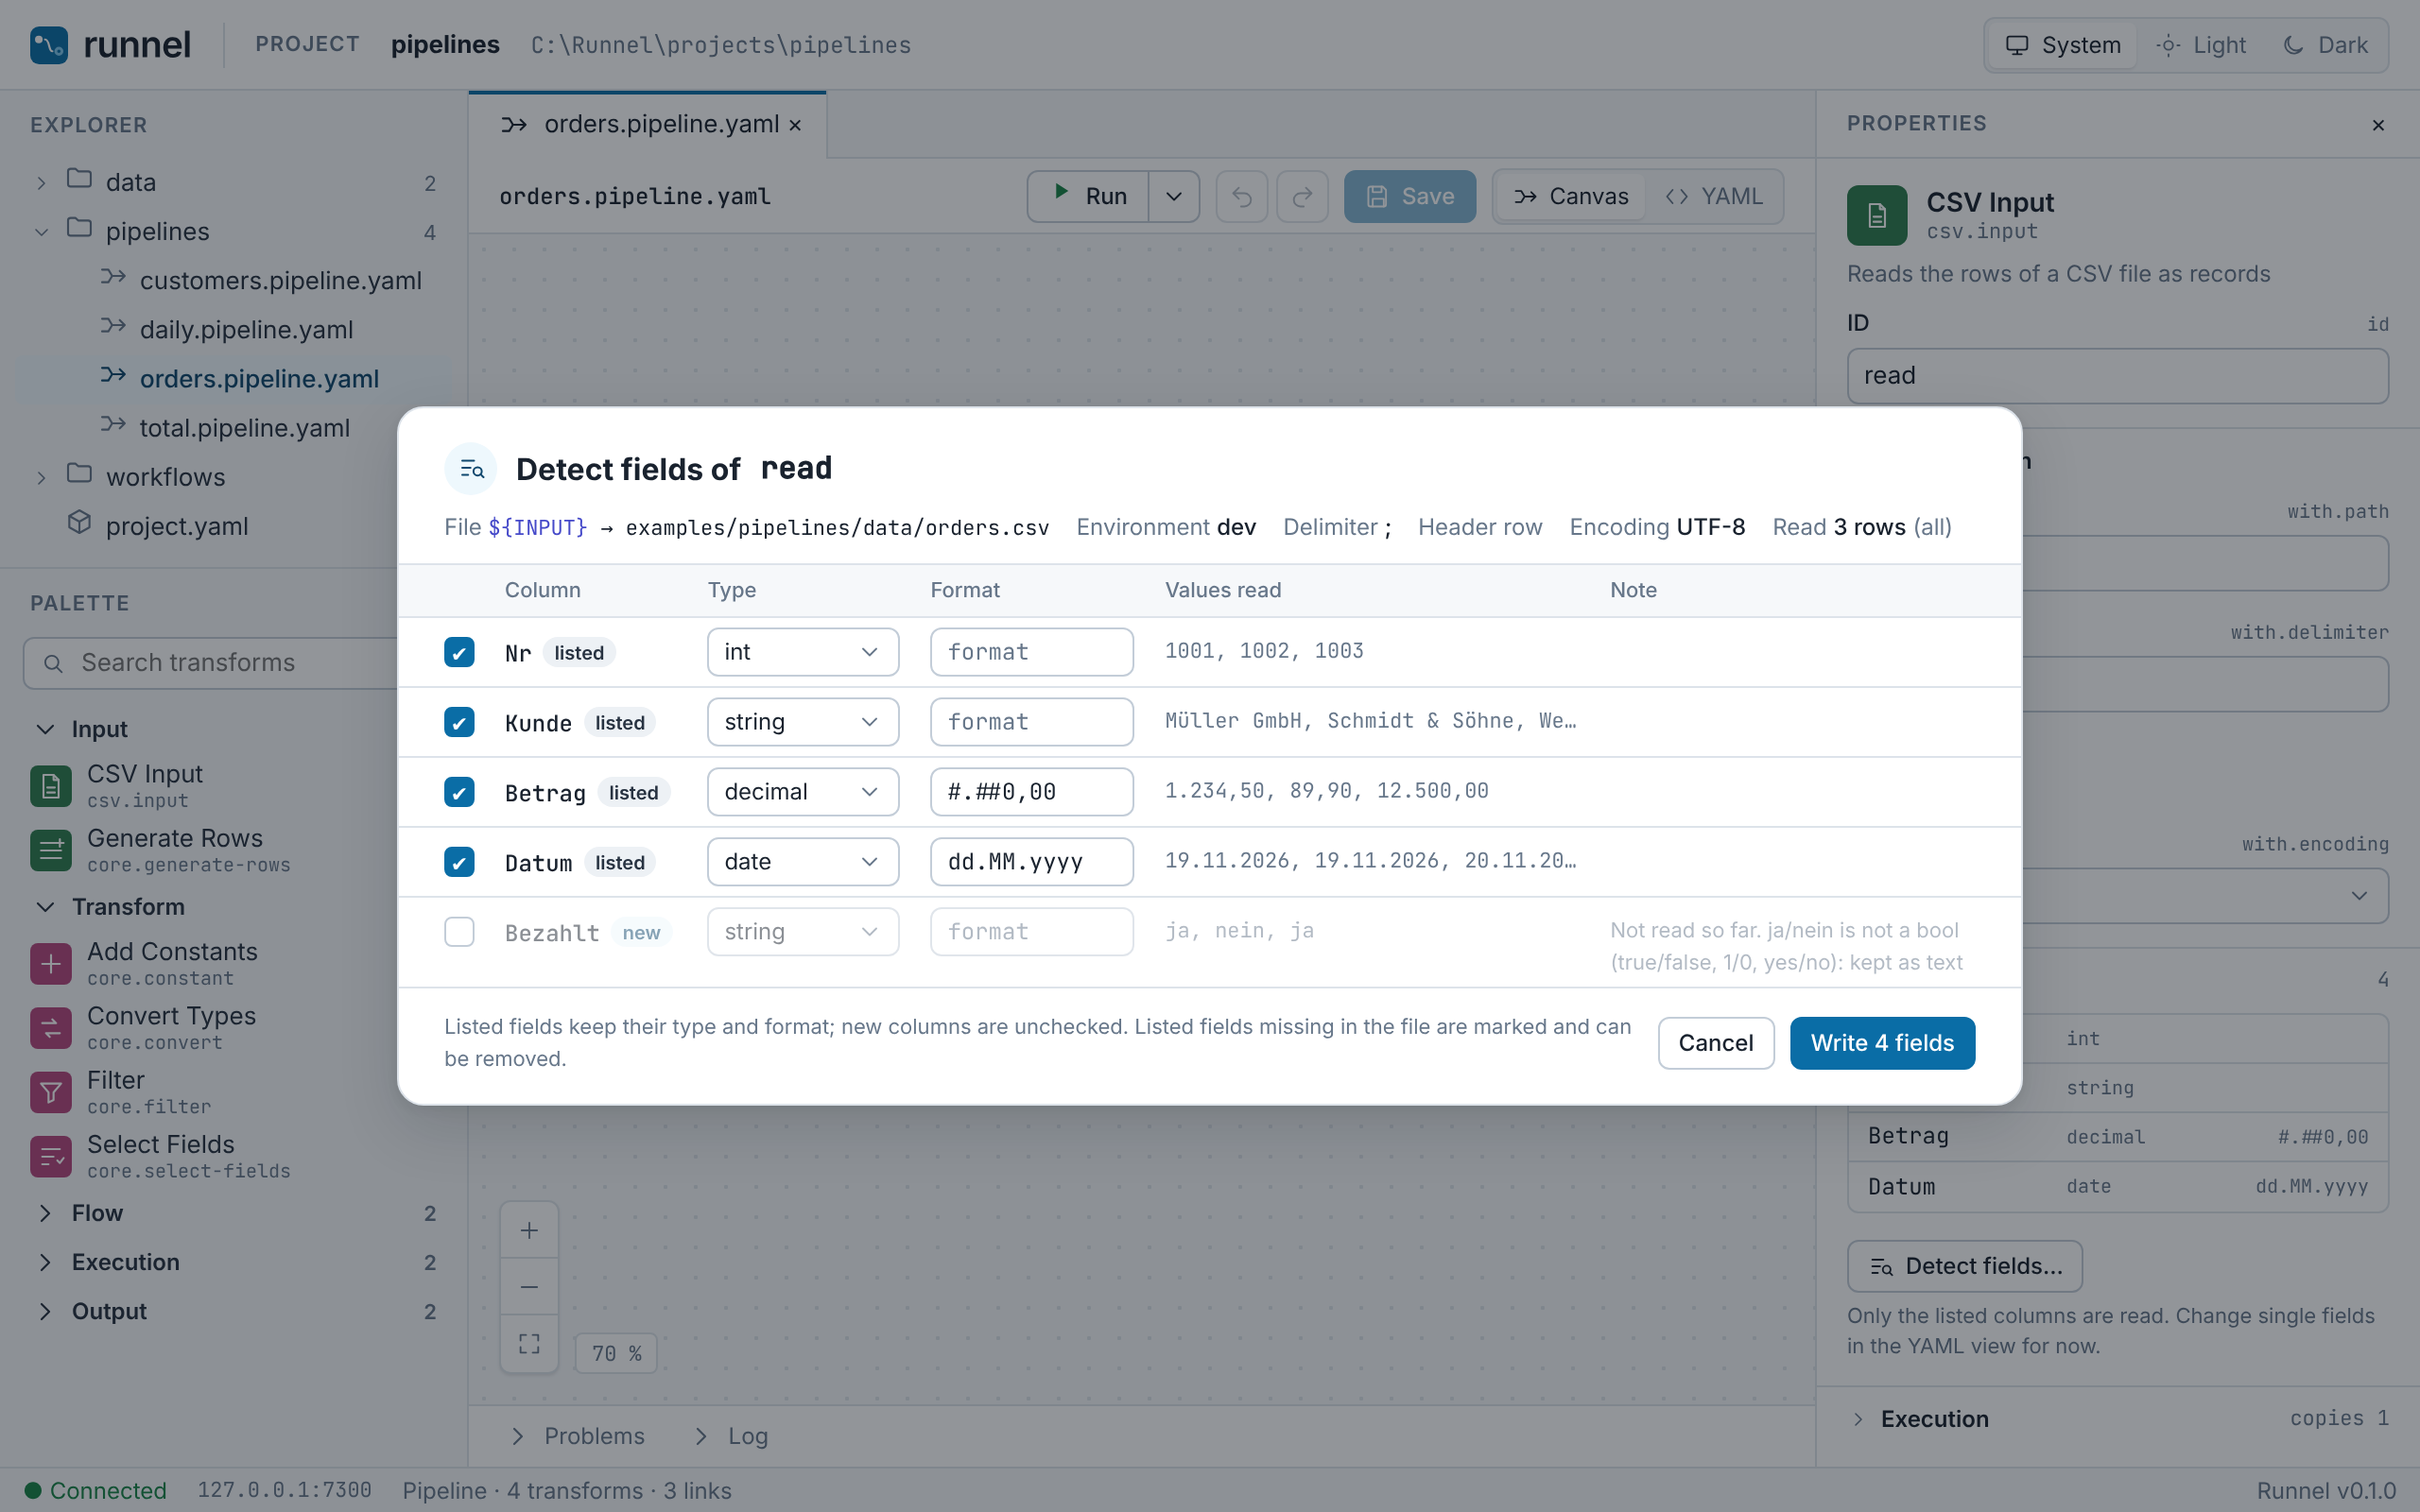 runnel PROJECT pipelines C:\Runnel\projects\pipelines System Light Dark
EXPLORER
data 2
pipelines 4
customers.pipeline.yaml
daily.pipeline.yaml
orders.pipeline.yaml
total.pipeline.yaml
workflows
project.yaml
PALETTE
Search transforms
Input
CSV Input
csv.input
Generate Rows
core.generate-rows
Transform
Add Constants
core.constant
Convert Types
core.convert
Filter
core.filter
Select Fields
core.select-fields
Flow 2
Execution 2
Output 2
orders.pipeline.yaml ×
orders.pipeline.yaml Run Save Canvas YAML
Detect fields of read
File ${INPUT} → examples/pipelines/data/orders.csv Environment dev Delimiter ; Header row Encoding UTF-8 Read 3 rows (all)
Column Type Format Values read Note
Nr listed int format 1001, 1002, 1003
Kunde listed string format Müller GmbH, Schmidt & Söhne, We…
Betrag listed decimal #.##0,00 1.234,50, 89,90, 12.500,00
Datum listed date dd.MM.yyyy 19.11.2026, 19.11.2026, 20.11.20…
Bezahlt new string format ja, nein, ja Not read so far. ja/nein is not a bool
(true/false, 1/0, yes/no): kept as text
Listed fields keep their type and format; new columns are unchecked. Listed fields missing in the file are marked and can
be removed.
Cancel Write 4 fields
70 %
Problems Log
PROPERTIES ×
CSV Input
csv.input
Reads the rows of a CSV file as records
ID id
read
with.path
with.delimiter
with.encoding
4
int
string
Betrag decimal #.##0,00
Datum date dd.MM.yyyy
Detect fields…
Only the listed columns are read. Change single fields
in the YAML view for now.
Execution copies 1
Connected 127.0.0.1:7300 Pipeline · 4 transforms · 3 links Runnel v0.1.0